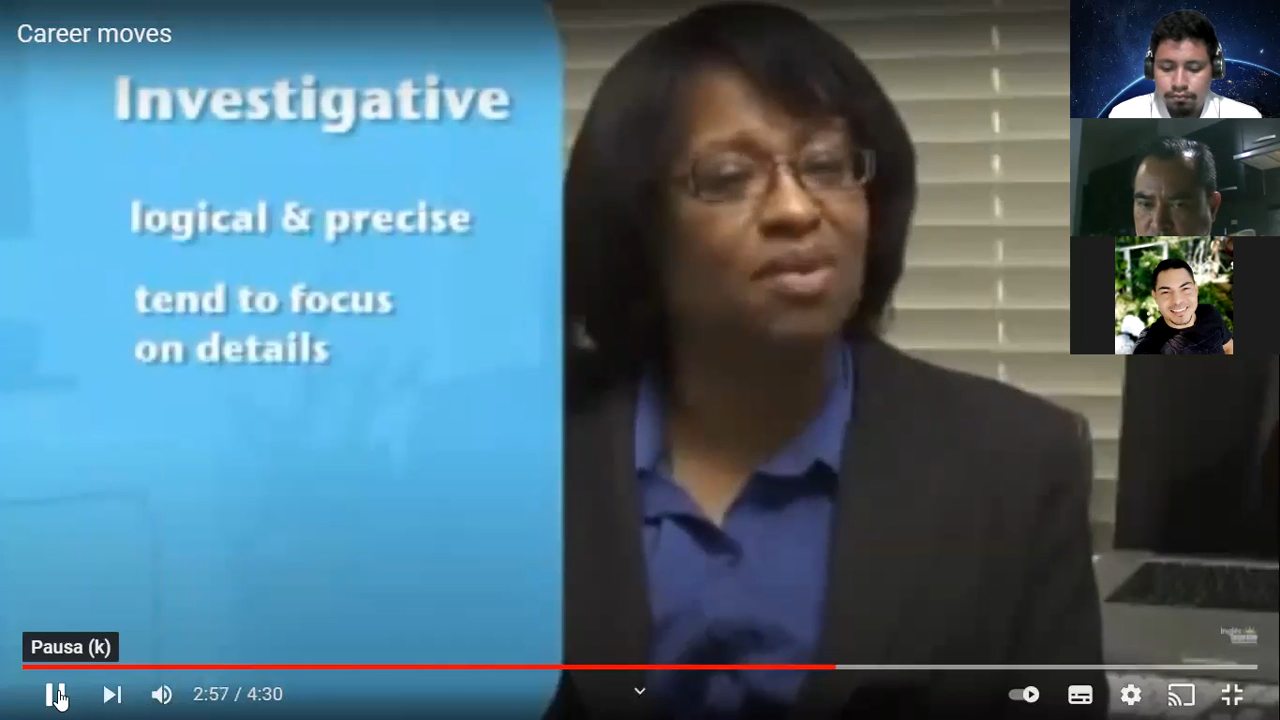 Career moves
Investigative
logical & precise
tend to focus
on details
Pausa (k)
2:57 / 4:30